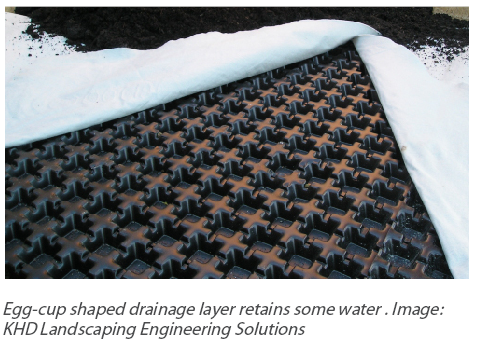 Egg-cup shaped drainage layer retains some water . Image:
KHD Landscaping Engineering Solutions